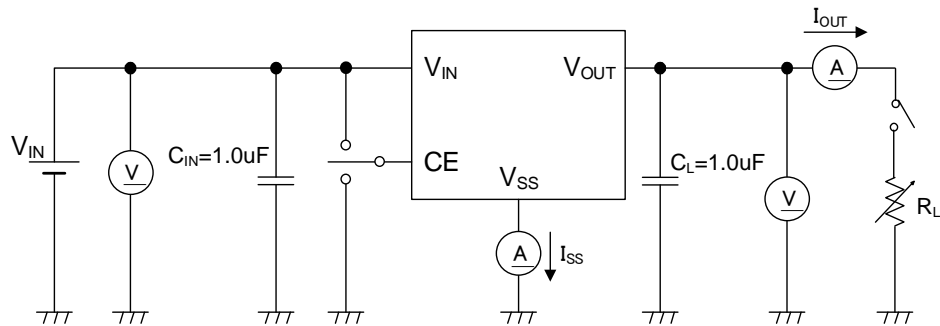 I_OUT
A
V_IN
V_OUT
V_IN
V
C_IN=1.0uF
CE
C_L=1.0uF
V_SS
V
R_L
A
I_SS